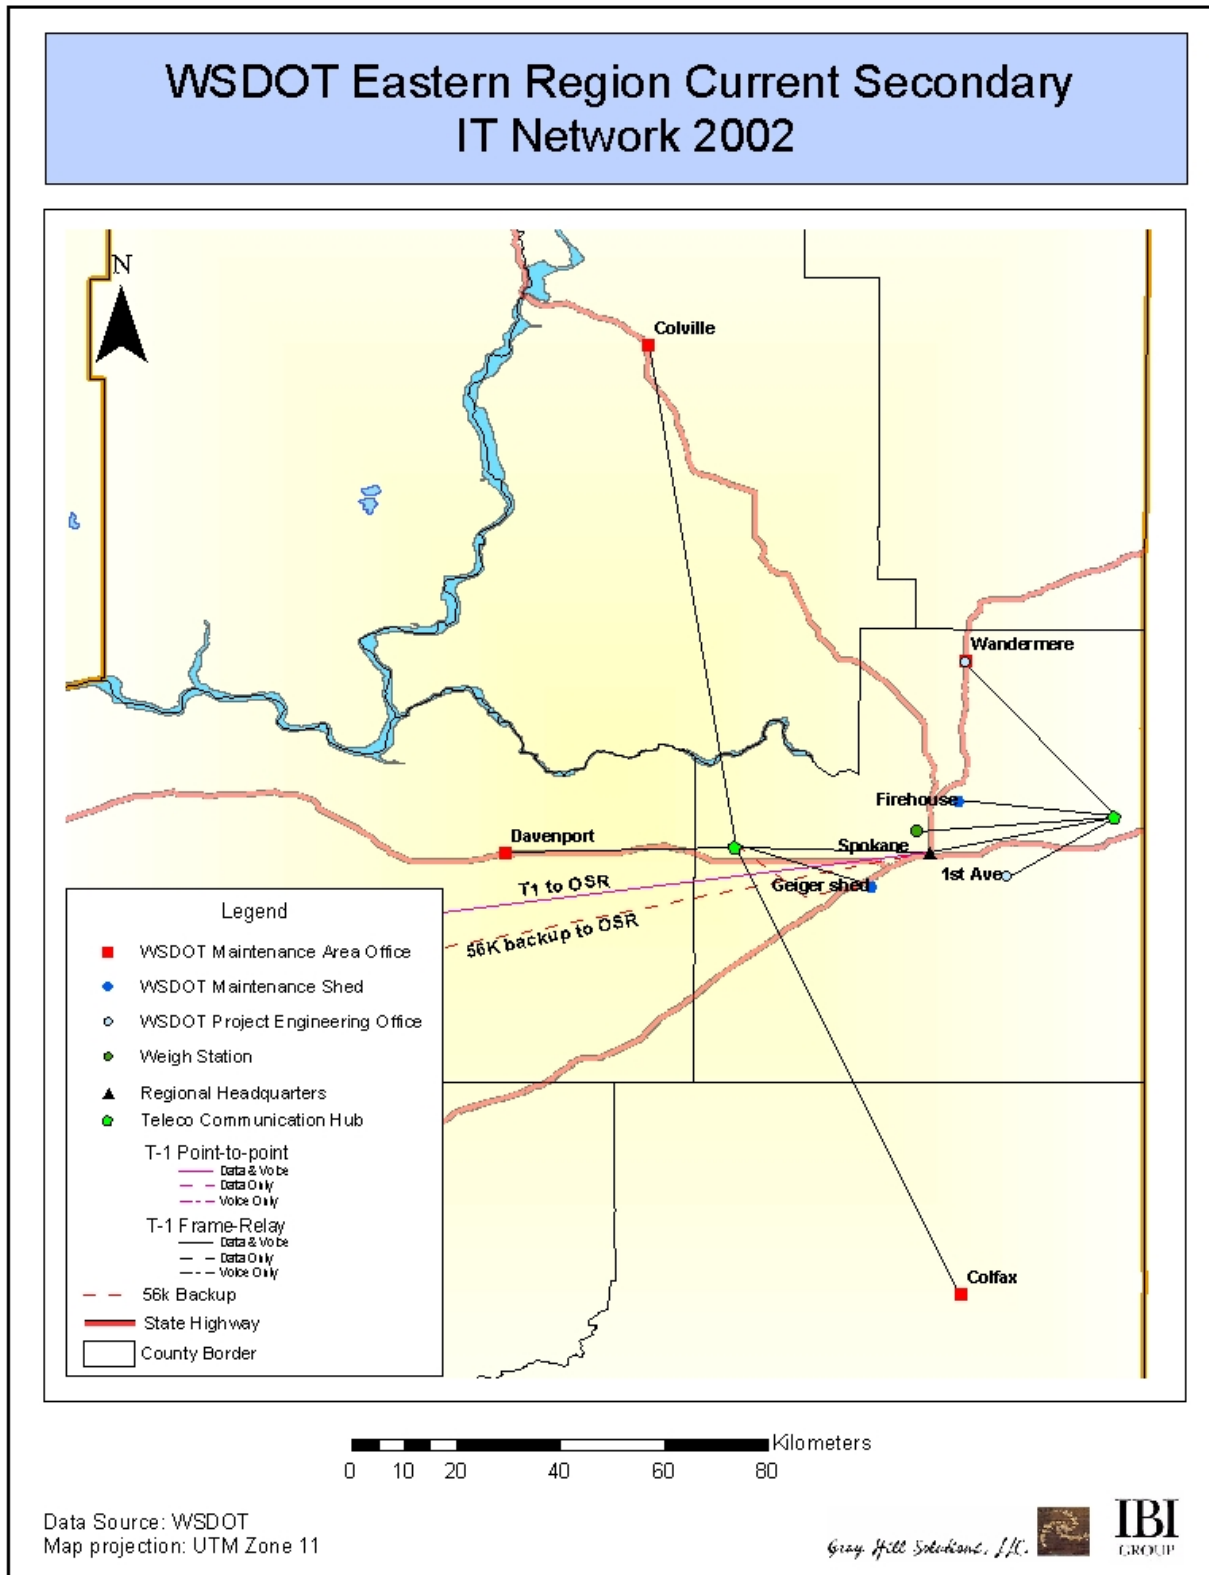 WSDOT Eastern Region Current Secondary
IT Network 2002
N
Colville
Wandermere
Firehouse
Davenport
Spokane
1st Ave
Geiger shed
T1 to OSR
56K backup to OSR
Colfax
Legend
WSDOT Maintenance Area Office
WSDOT Maintenance Shed
WSDOT Project Engineering Office
Weigh Station
Regional Headquarters
Teleco Communication Hub
T-1 Point-to-point
Data & Voice
Data Only
Voice Only
T-1 Frame-Relay
Data & Voice
Data Only
Voice Only
56k Backup
State Highway
County Border
Kilometers
0 10 20 40 60 80
Data Source: WSDOT
Map projection: UTM Zone 11
Gray Hill Solutions, LLC.
IBI
GROUP